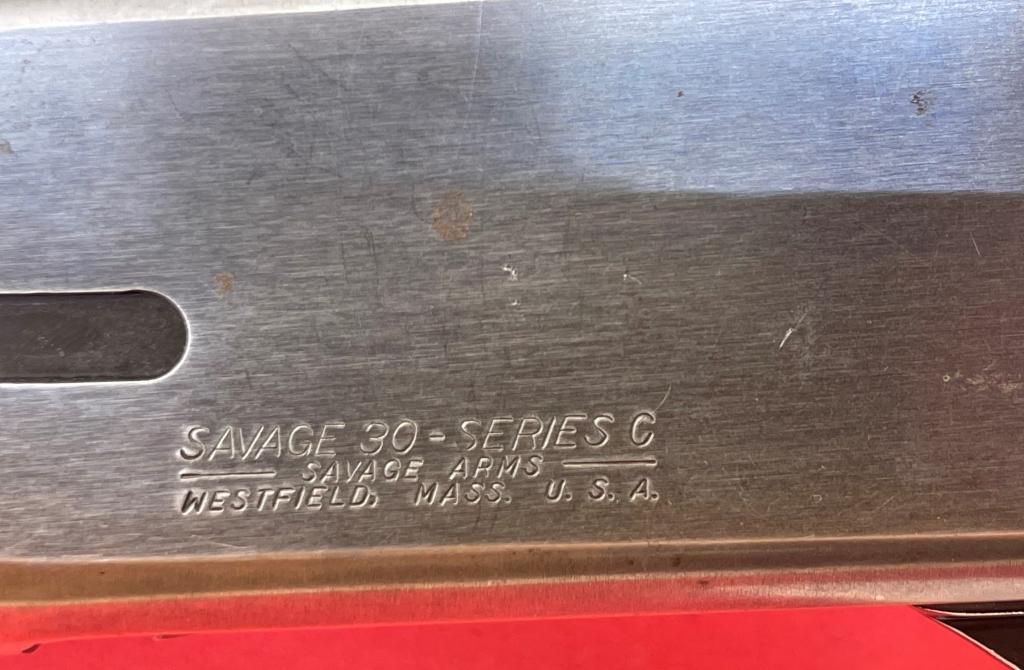 SAVAGE 30 - SERIES C
SAVAGE ARMS
WESTFIELD, MASS. U. S. A.